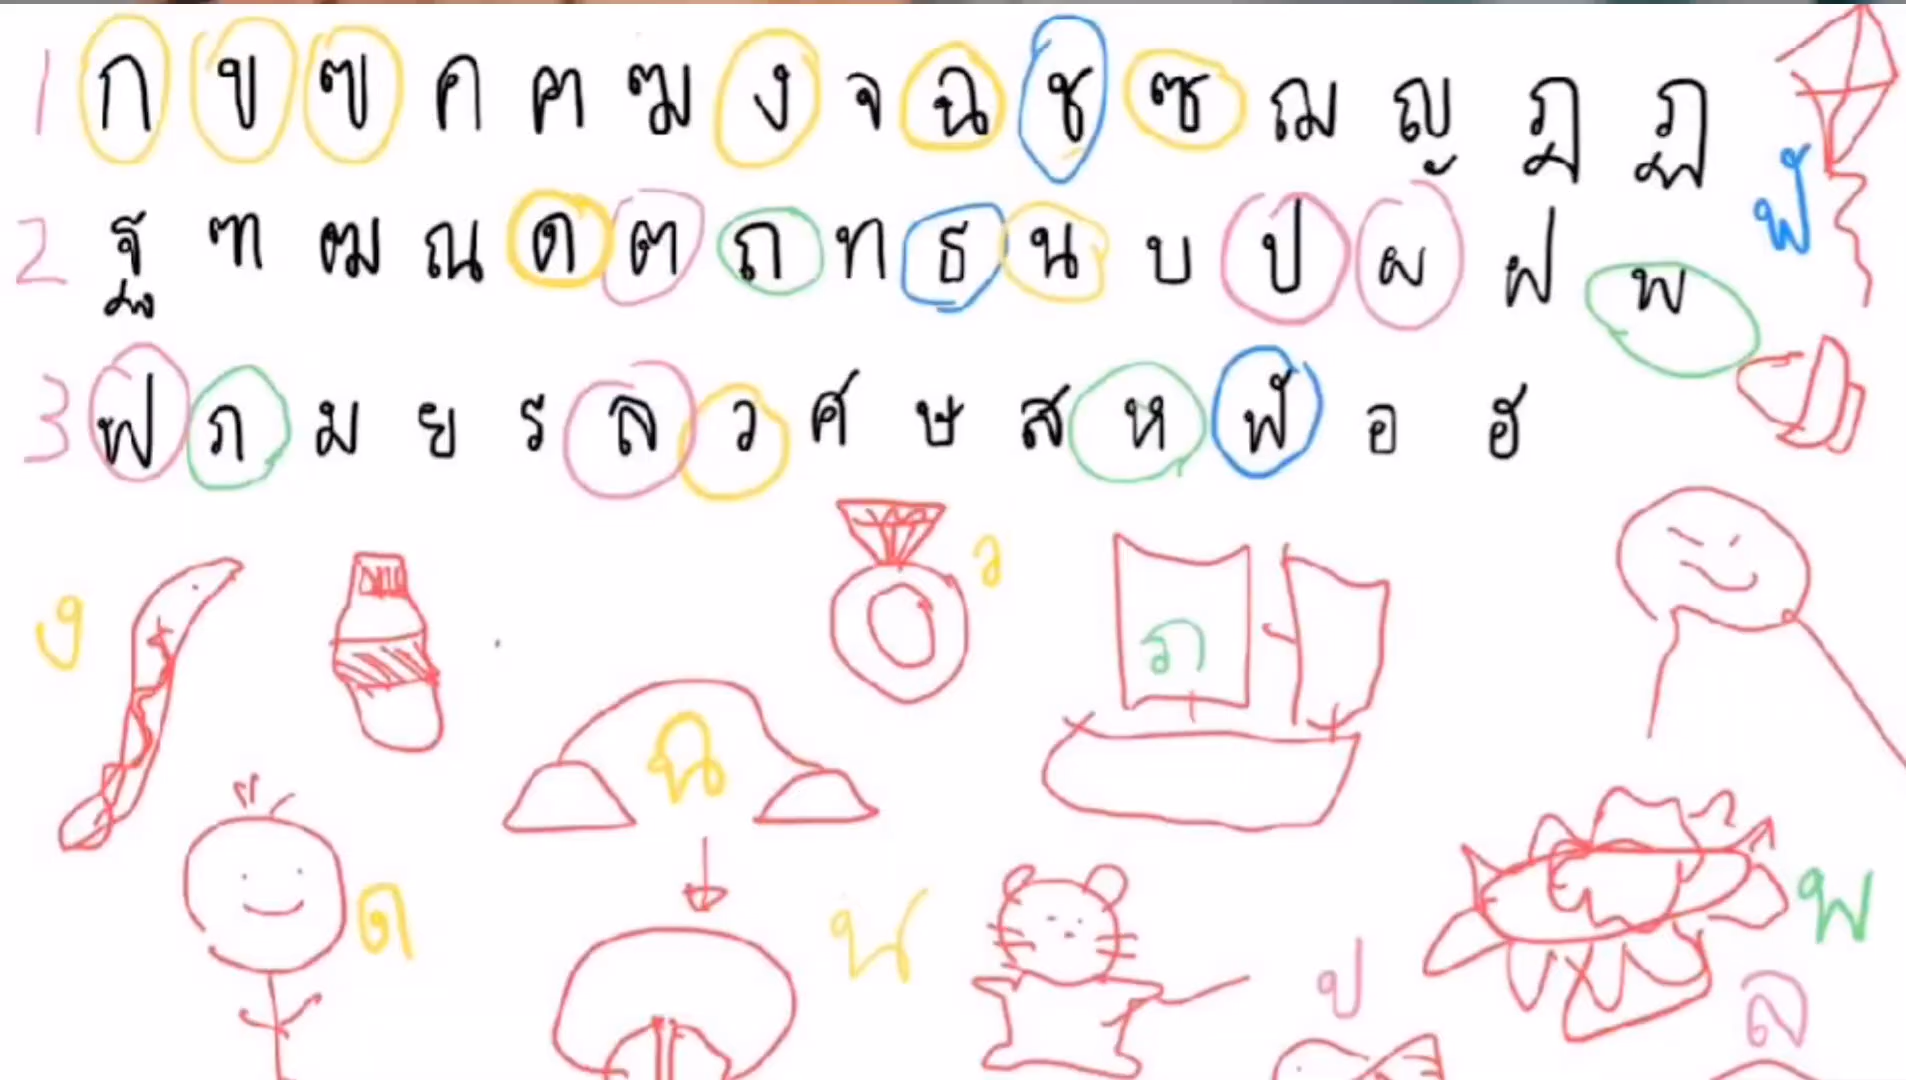 1 ก ข ฃ ค ฅ ฆ ง จ ฉ ช ซ ฌ ญ ฎ ฏ
ฬ
2 ฐ ฑ ฒ ณ ด ต ถ ท ธ น บ ป ผ ฝ พ
3 ฟ ภ ม ย ร ล ว ศ ษ ส ห ฬ อ ฮ
ว
ง
ภ
ฉ
ด
น
พ
ป
ล